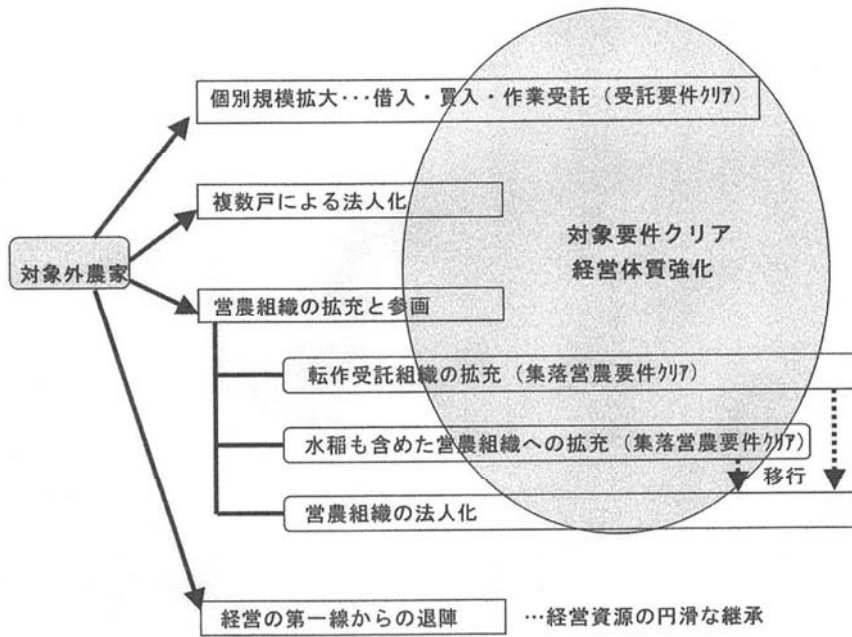 個別規模拡大･･･借入・買入・作業受託（受託要件ｸﾘｱ）
複数戸による法人化
対象要件クリア
経営体質強化
対象外農家
営農組織の拡充と参画
転作受託組織の拡充（集落営農要件ｸﾘｱ）
水稲も含めた営農組織への拡充（集落営農要件ｸﾘｱ）
移行
営農組織の法人化
経営の第一線からの退陣
…経営資源の円滑な継承